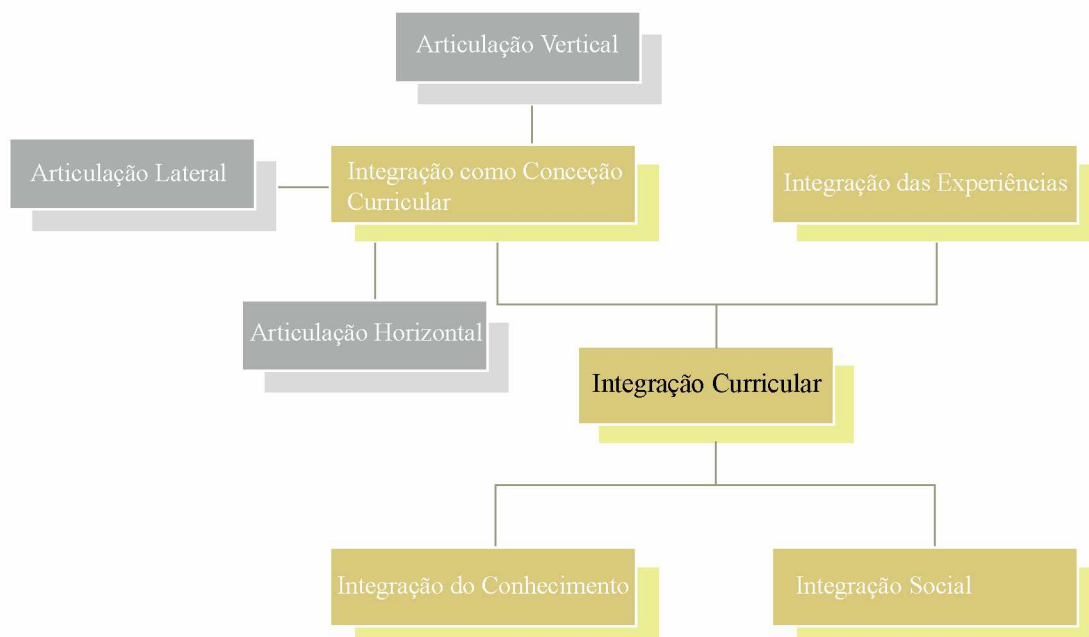 Articulação Vertical
Articulação Lateral
Integração como Conceção
Curricular
Integração das Experiências
Articulação Horizontal
Integração Curricular
Integração do Conhecimento
Integração Social